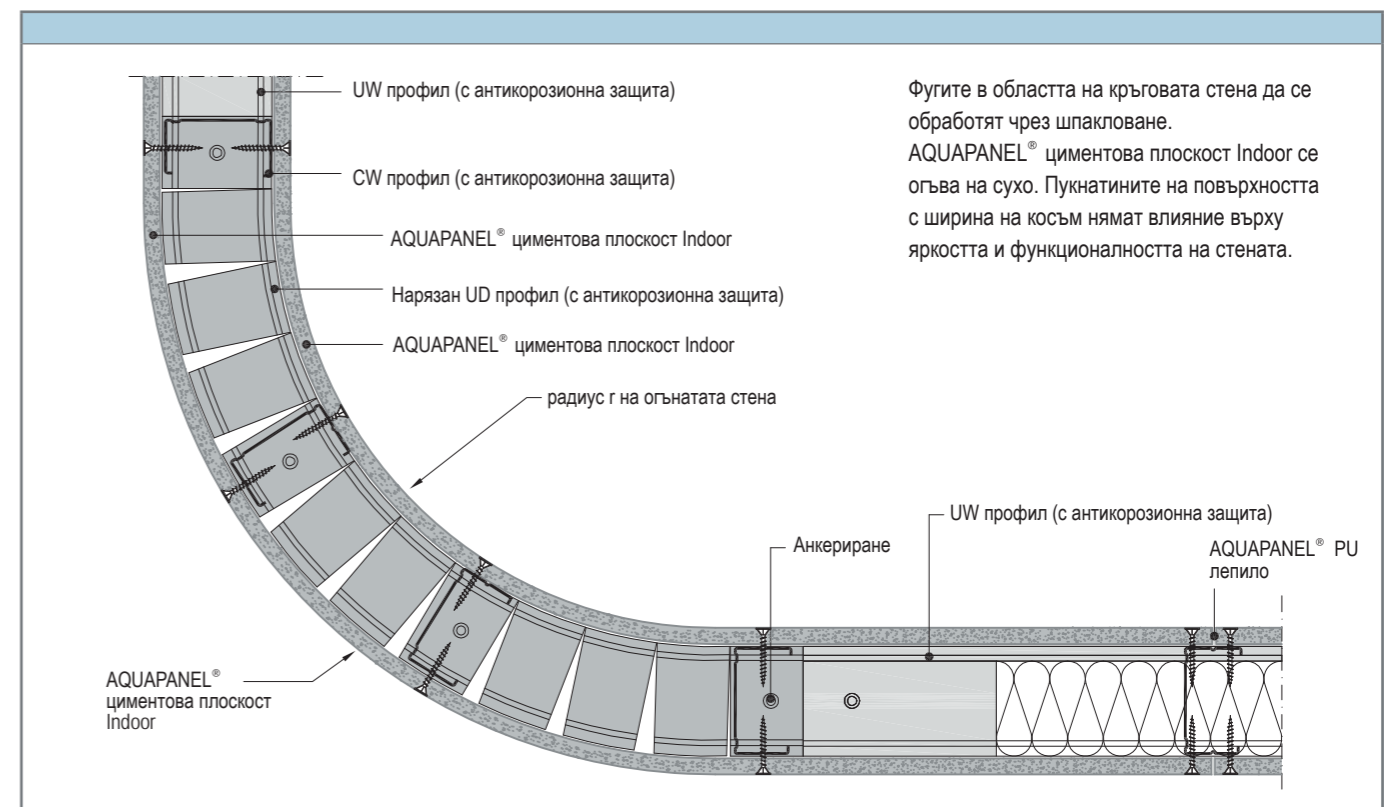 UW профил (с антикорозионна защита)
CW профил (с антикорозионна защита)
AQUAPANEL® циментова плоскост Indoor
Нарязан UD профил (с антикорозионна защита)
AQUAPANEL® циментова плоскост Indoor
радиус r на огънатата стена
Фугите в областта на кръговата стена да се
обработят чрез шпакловане.
AQUAPANEL® циментова плоскост Indoor се
огъва на сухо. Пукнатините на повърхността
с ширина на косъм нямат влияние върху
яркостта и функционалността на стената.
UW профил (с антикорозионна защита)
Анкериране
AQUAPANEL® PU
лепило
AQUAPANEL®
циментова плоскост
Indoor